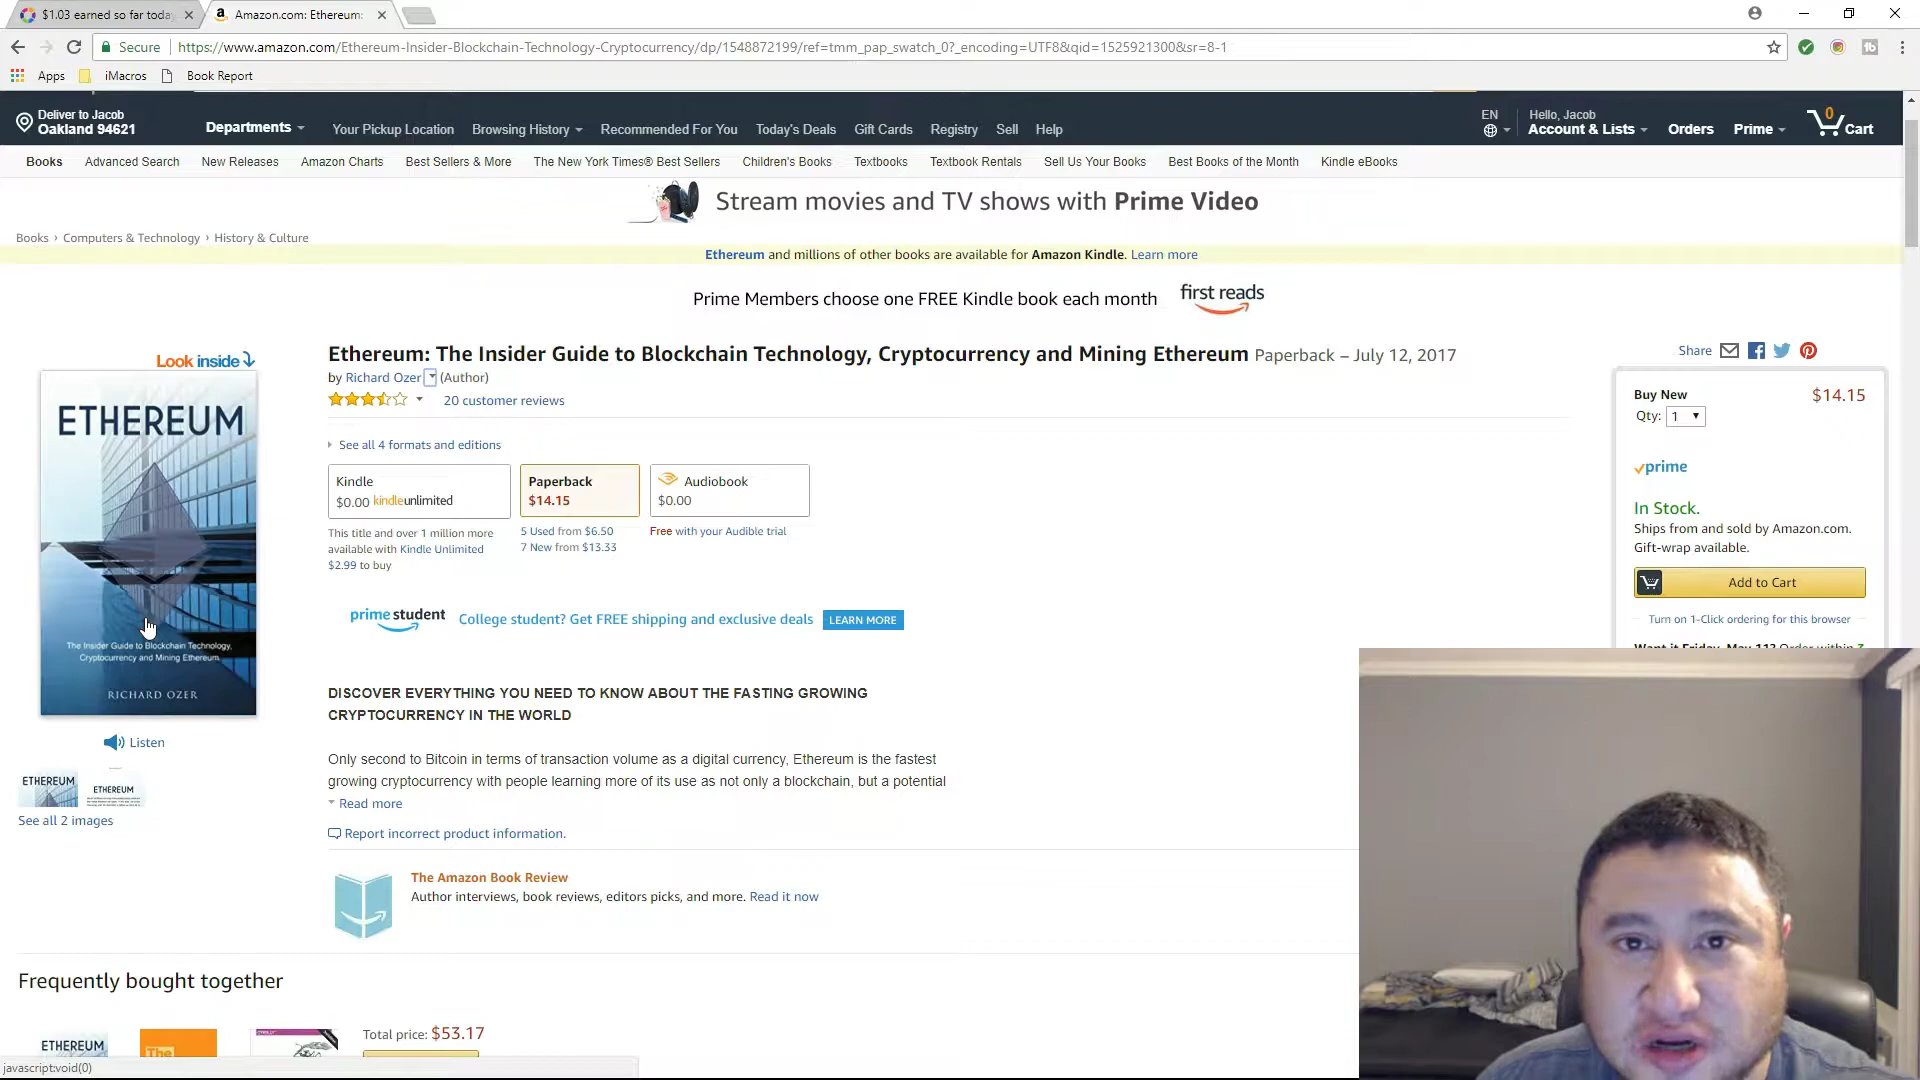 $1.03 earned so far toda
Amazon.com: Ethereum:
Secure
https://www.amazon.com/Ethereum-Insider-Blockchain-Technology-Cryptocurrency/dp/1548872199/ref=tmm_pap_swatch_0?_encoding=UTF8&qid=1525921300&sr=8-1
Apps iMacros Book Report
Deliver to Jacob
Oakland 94621
Departments
Your Pickup Location Browsing History Recommended For You Today's Deals Gift Cards Registry Sell Help
EN
Hello, Jacob
Account & Lists
Orders
Prime
0
Cart
Books Advanced Search New Releases Amazon Charts Best Sellers & More The New York Times® Best Sellers Children's Books Textbooks Textbook Rentals Sell Us Your Books Best Books of the Month Kindle eBooks
Stream movies and TV shows with Prime Video
Books › Computers & Technology › History & Culture
Ethereum and millions of other books are available for Amazon Kindle. Learn more
Prime Members choose one FREE Kindle book each month first reads
Look inside
ETHEREUM
The Insider Guide to Blockchain Technology,
Cryptocurrency and Mining Ethereum
RICHARD OZER
Listen
ETHEREUM
ETHEREUM
See all 2 images
Ethereum: The Insider Guide to Blockchain Technology, Cryptocurrency and Mining Ethereum Paperback – July 12, 2017
by Richard Ozer (Author)
20 customer reviews
See all 4 formats and editions
Kindle
$0.00 kindleunlimited
This title and over 1 million more
available with Kindle Unlimited
$2.99 to buy
Paperback
$14.15
5 Used from $6.50
7 New from $13.33
Audiobook
$0.00
Free with your Audible trial
prime student College student? Get FREE shipping and exclusive deals LEARN MORE
DISCOVER EVERYTHING YOU NEED TO KNOW ABOUT THE FASTING GROWING
CRYPTOCURRENCY IN THE WORLD
Only second to Bitcoin in terms of transaction volume as a digital currency, Ethereum is the fastest
growing cryptocurrency with people learning more of its use as not only a blockchain, but a potential
Read more
Report incorrect product information.
The Amazon Book Review
Author interviews, book reviews, editors picks, and more. Read it now
Share
Buy New $14.15
Qty: 1
prime
In Stock.
Ships from and sold by Amazon.com.
Gift-wrap available.
Add to Cart
Turn on 1-Click ordering for this browser
Want it Friday, May 11? Order within
Frequently bought together
ETHEREUM
The
Total price: $53.17
javascript:void(0)